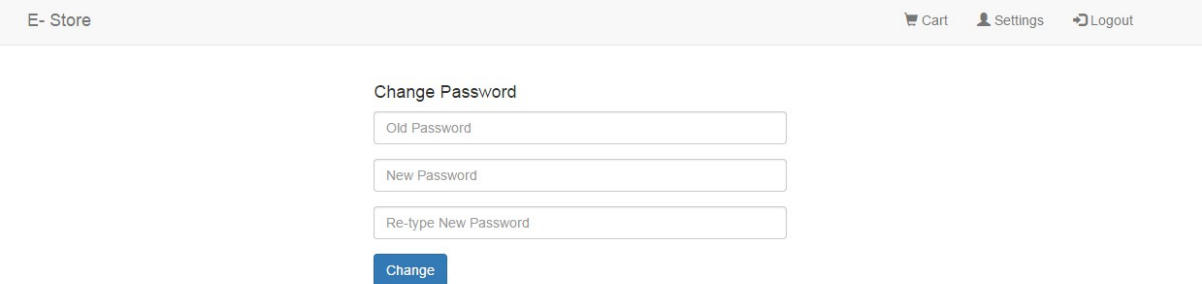 E- Store Cart Settings Logout
Change Password
Old Password
New Password
Re-type New Password
Change